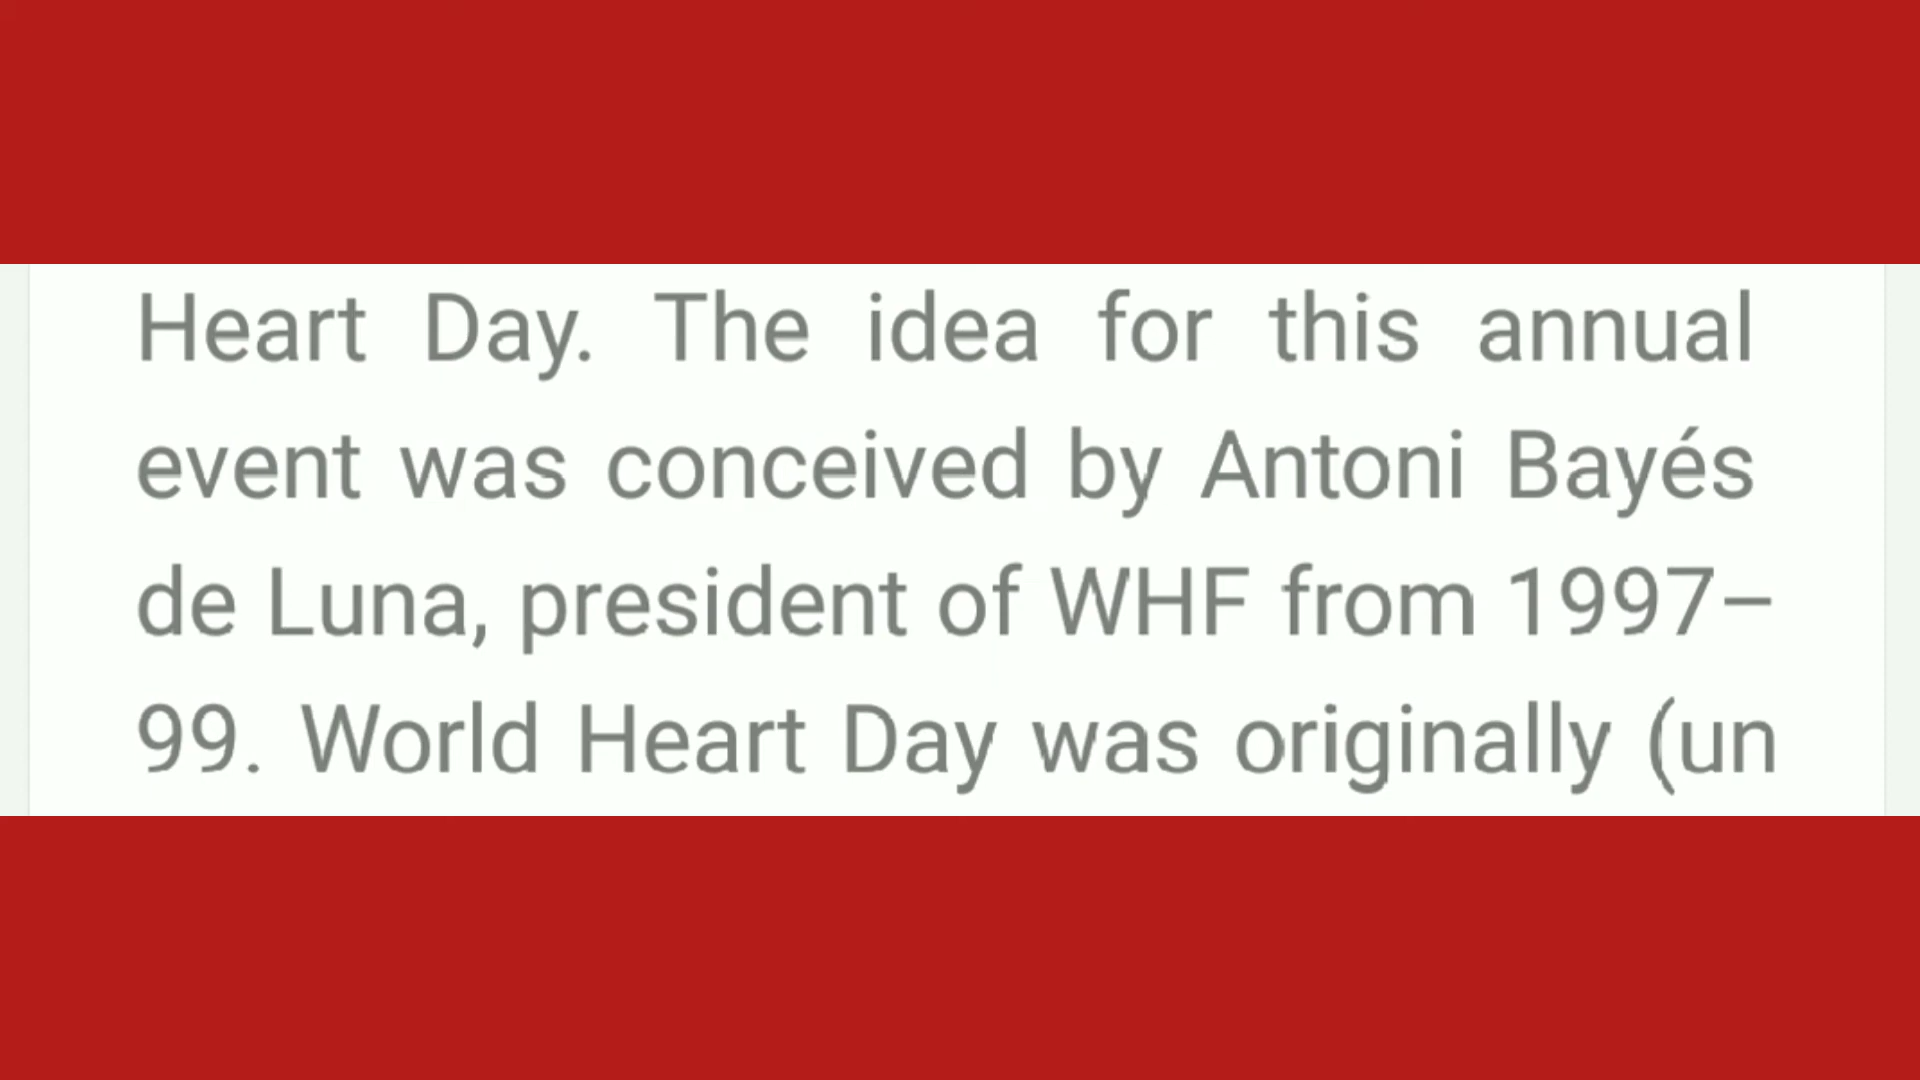 Heart Day. The idea for this annual
event was conceived by Antoni Bayés
de Luna, president of WHF from 1997–
99. World Heart Day was originally (un